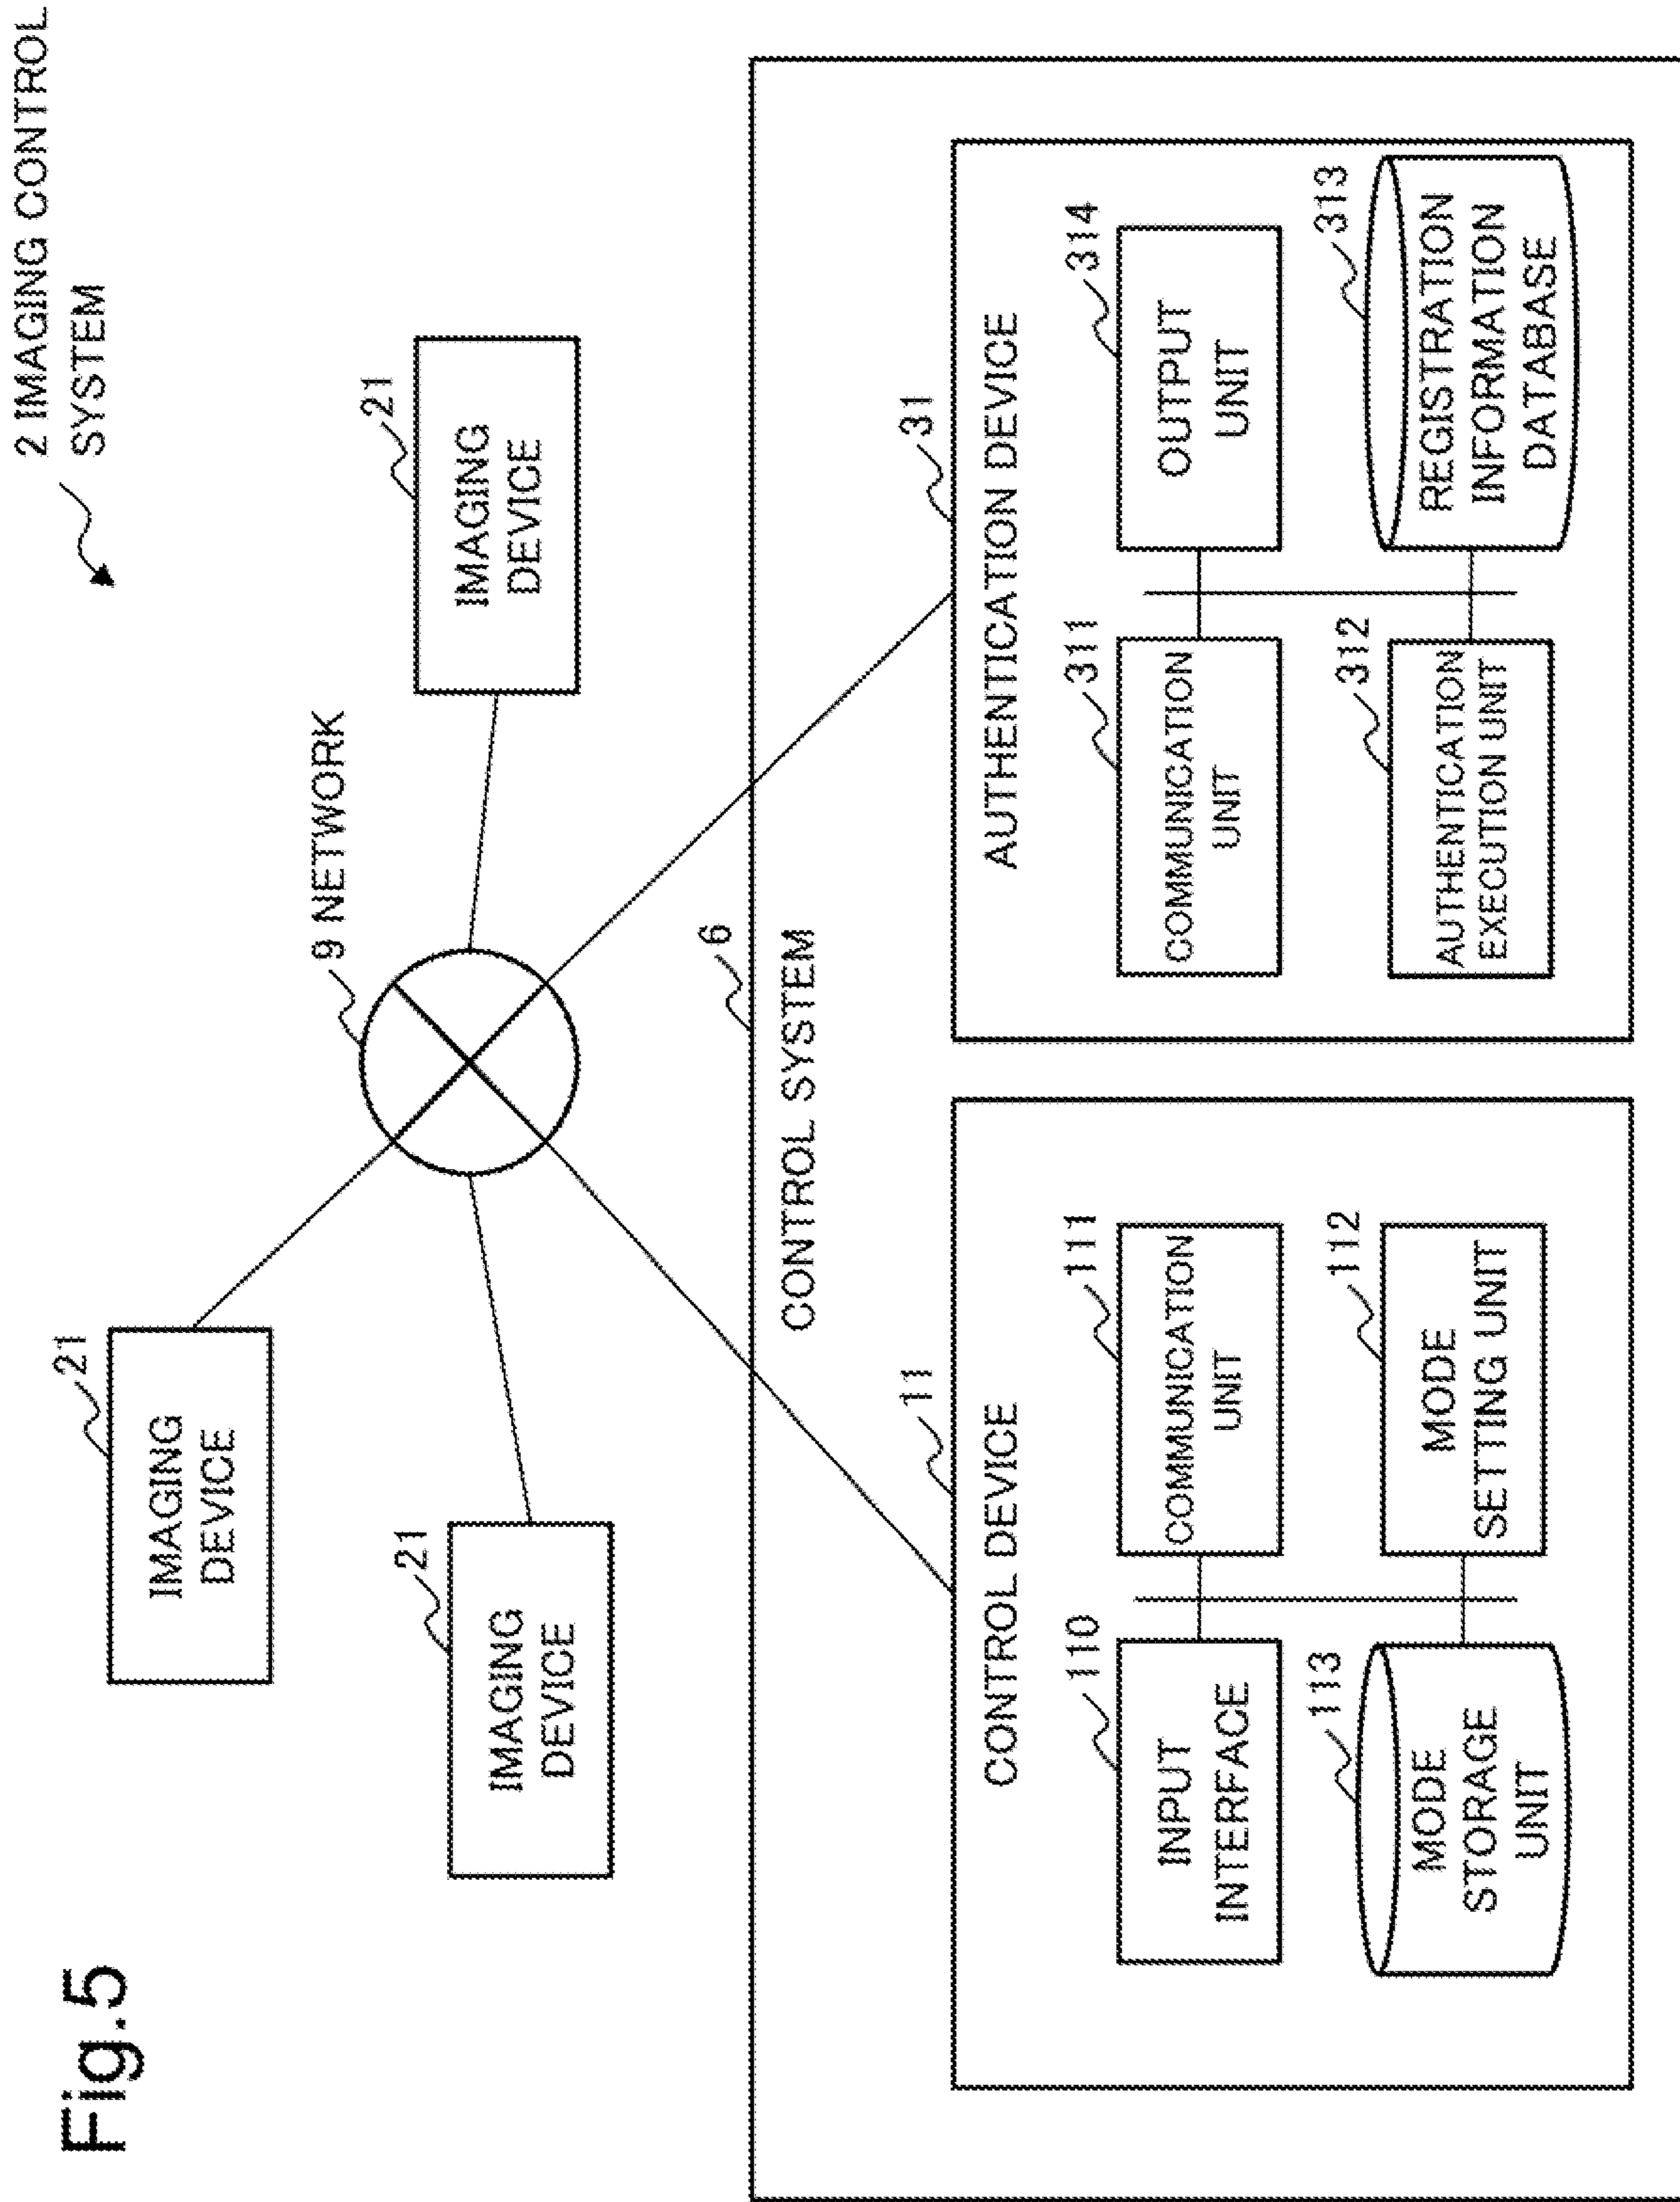 Fig.5
2 IMAGING CONTROL
SYSTEM
21
IMAGING
DEVICE
9 NETWORK
21
IMAGING
DEVICE
21
IMAGING
DEVICE
6
CONTROL SYSTEM
11
CONTROL DEVICE
110
INPUT
INTERFACE
111
COMMUNICATION
UNIT
113
MODE
STORAGE
UNIT
112
MODE
SETTING UNIT
31
AUTHENTICATION DEVICE
311
COMMUNICATION
UNIT
314
OUTPUT
UNIT
312
AUTHENTICATION
EXECUTION UNIT
313
REGISTRATION
INFORMATION
DATABASE